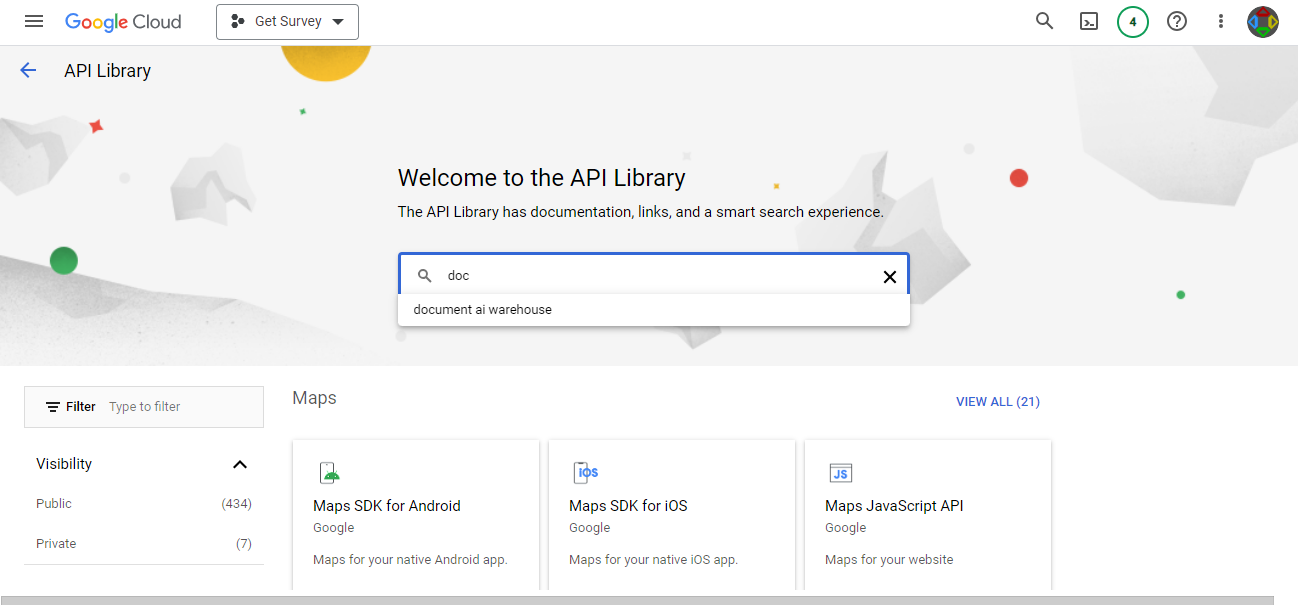 Google Cloud
Get Survey
4
API Library
Welcome to the API Library
The API Library has documentation, links, and a smart search experience.
doc
document ai warehouse
Filter Type to filter
Maps
VIEW ALL (21)
Visibility
Public (434)
Private (7)
Maps SDK for Android
Google
Maps for your native Android app.
iOS
Maps SDK for iOS
Google
Maps for your native iOS app.
JS
Maps JavaScript API
Google
Maps for your website